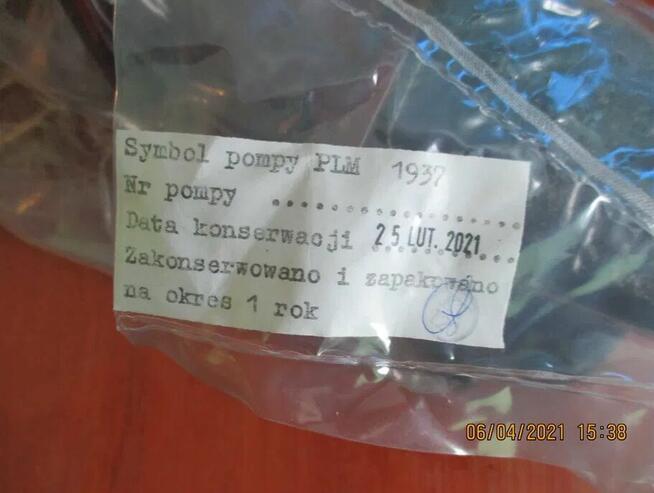 Symbol pompy PLM 1937
Nr pompy ....................
Data konserwacji 25 LUT. 2021
Zakonserwowano i zapakowano
na okres 1 rok
06/04/2021 15:38